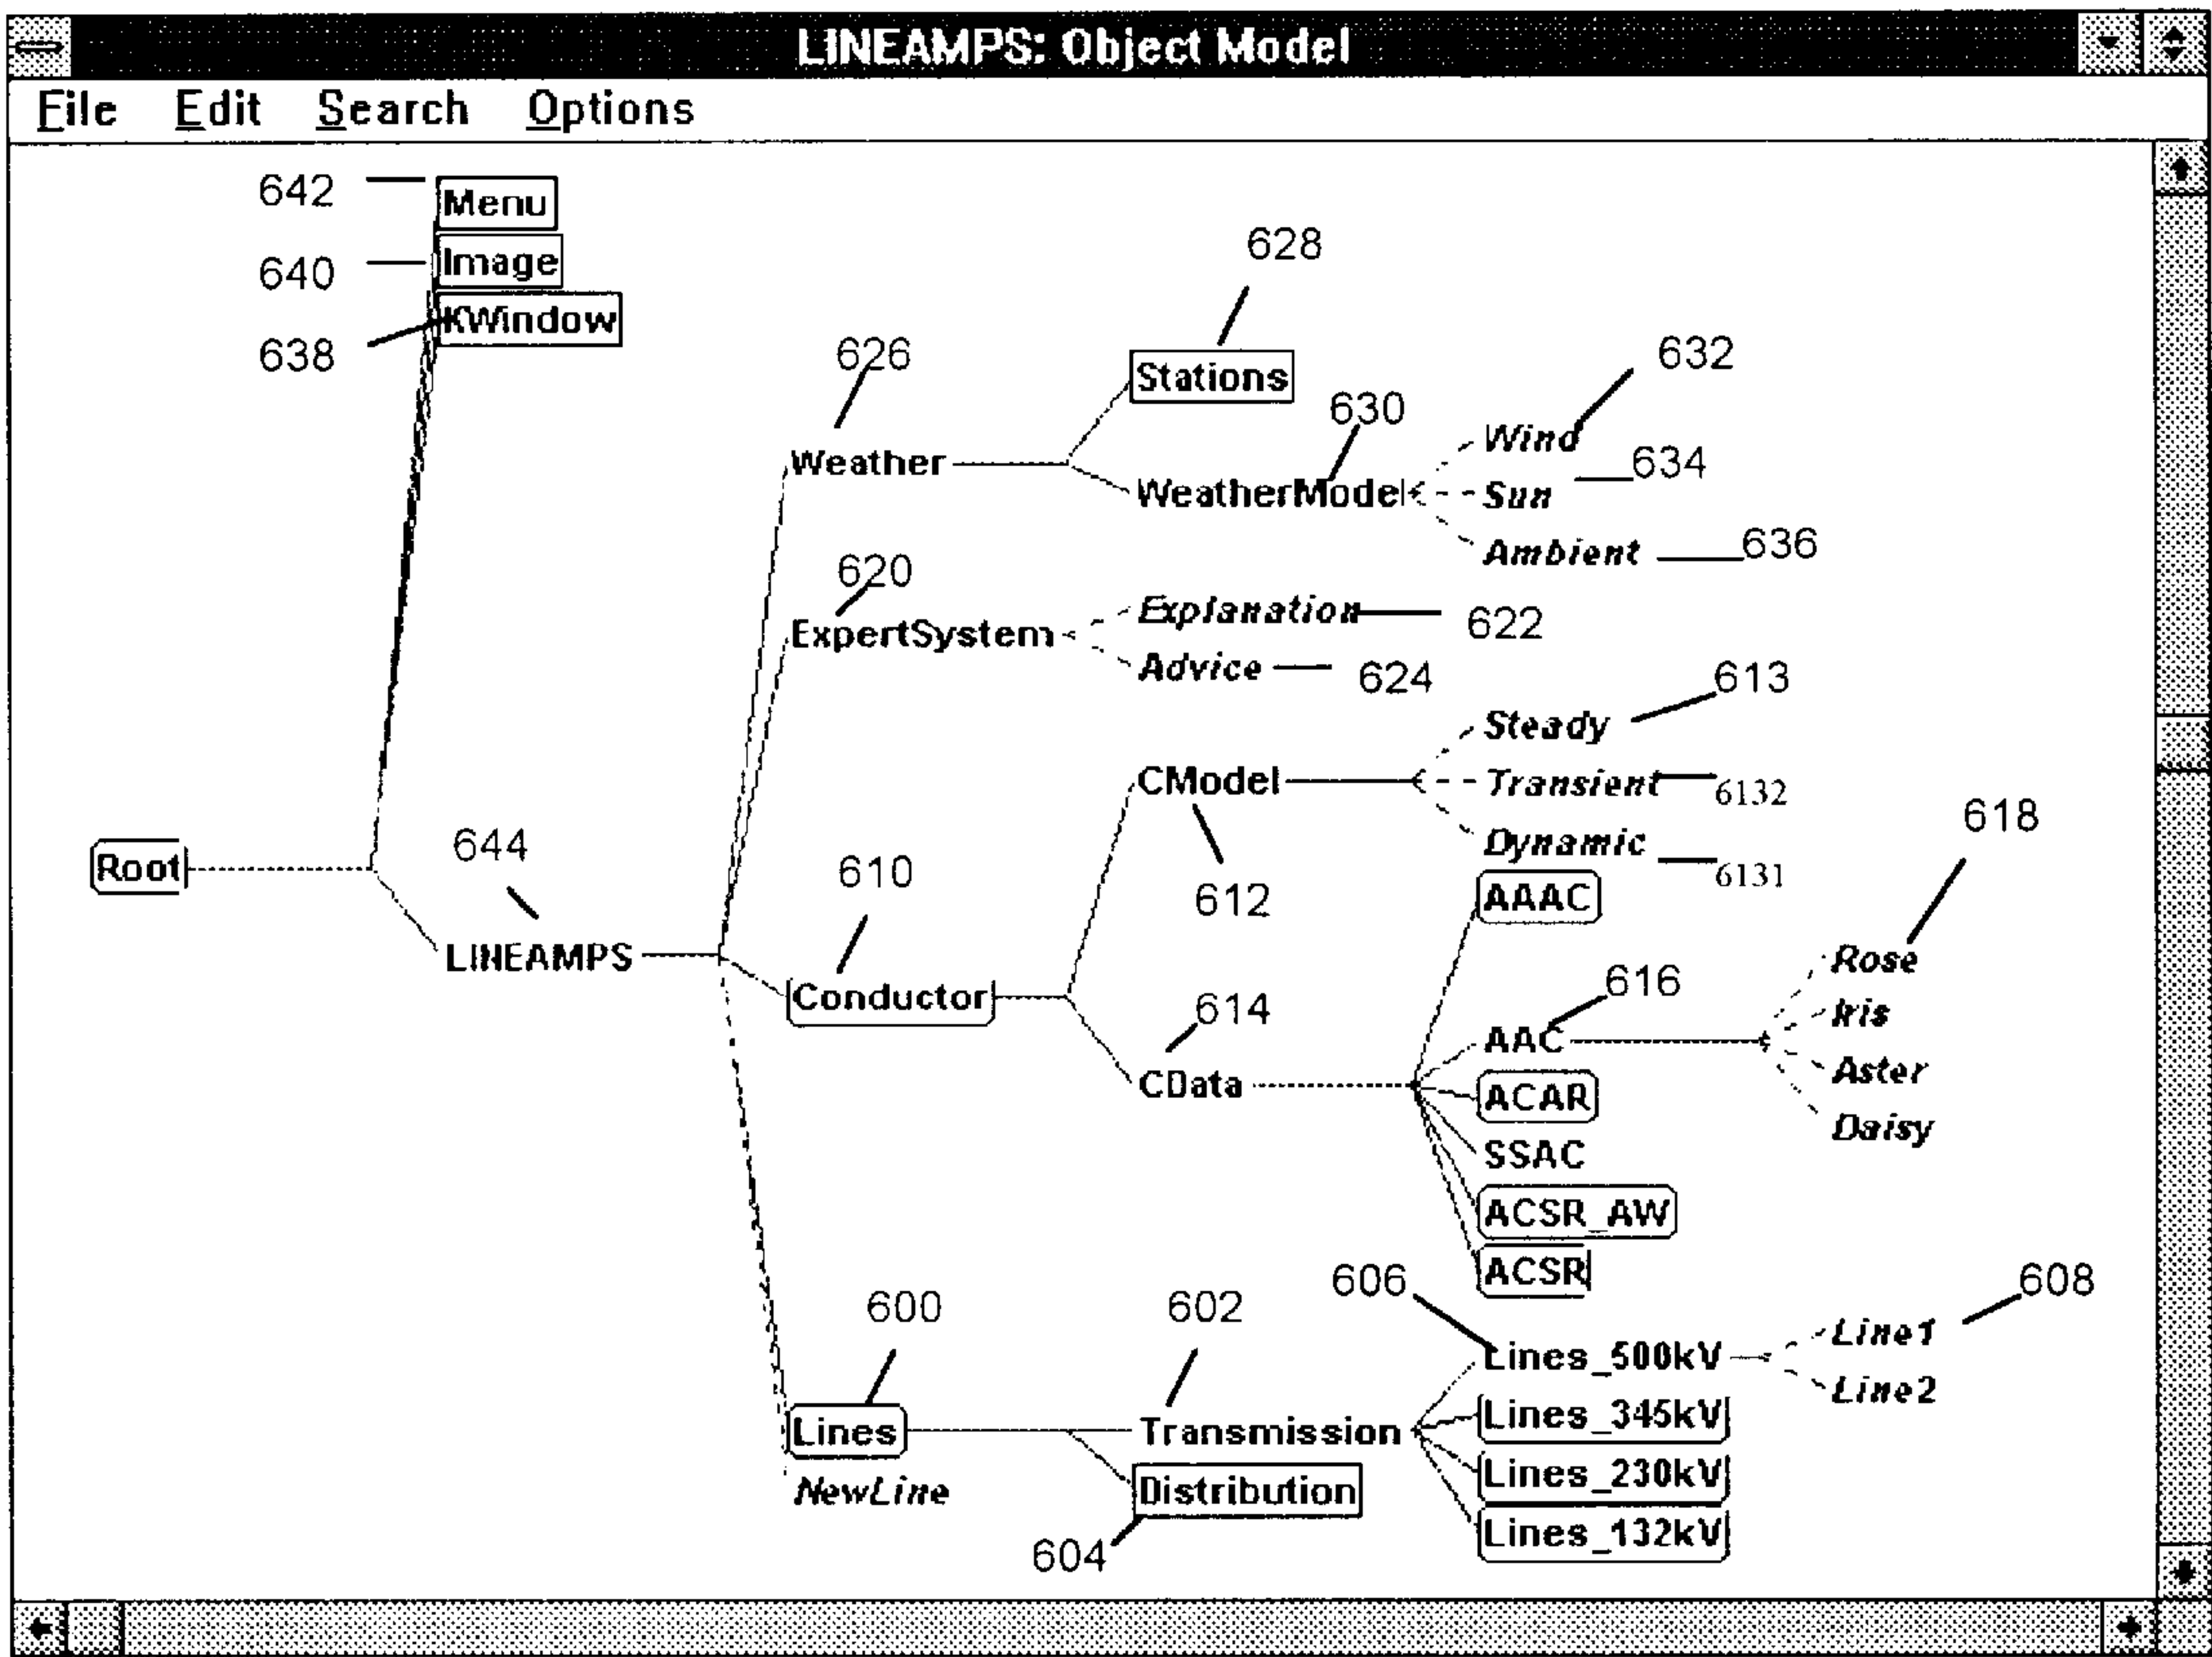 LINEAMPS: Object Model
File Edit Search Options
642
Menu
640
Image
638
KWindow
628
626
Stations
632
630
Wind
Weather
634
WeatherModel
Sun
Ambient
636
620
Explanation
622
ExpertSystem
Advice
624
613
Steady
CModel
Transient
6132
618
644
Dynamic
6131
Root
610
612
AAAC
LINEAMPS
Rose
Conductor
614
616
Iris
AAC
CData
Aster
ACAR
Daisy
SSAC
ACSR_AW
ACSR
606
608
600
602
Line1
Lines_500kV
Line2
Lines
Transmission
Lines_345kV
NewLine
Distribution
Lines_230kV
604
Lines_132kV